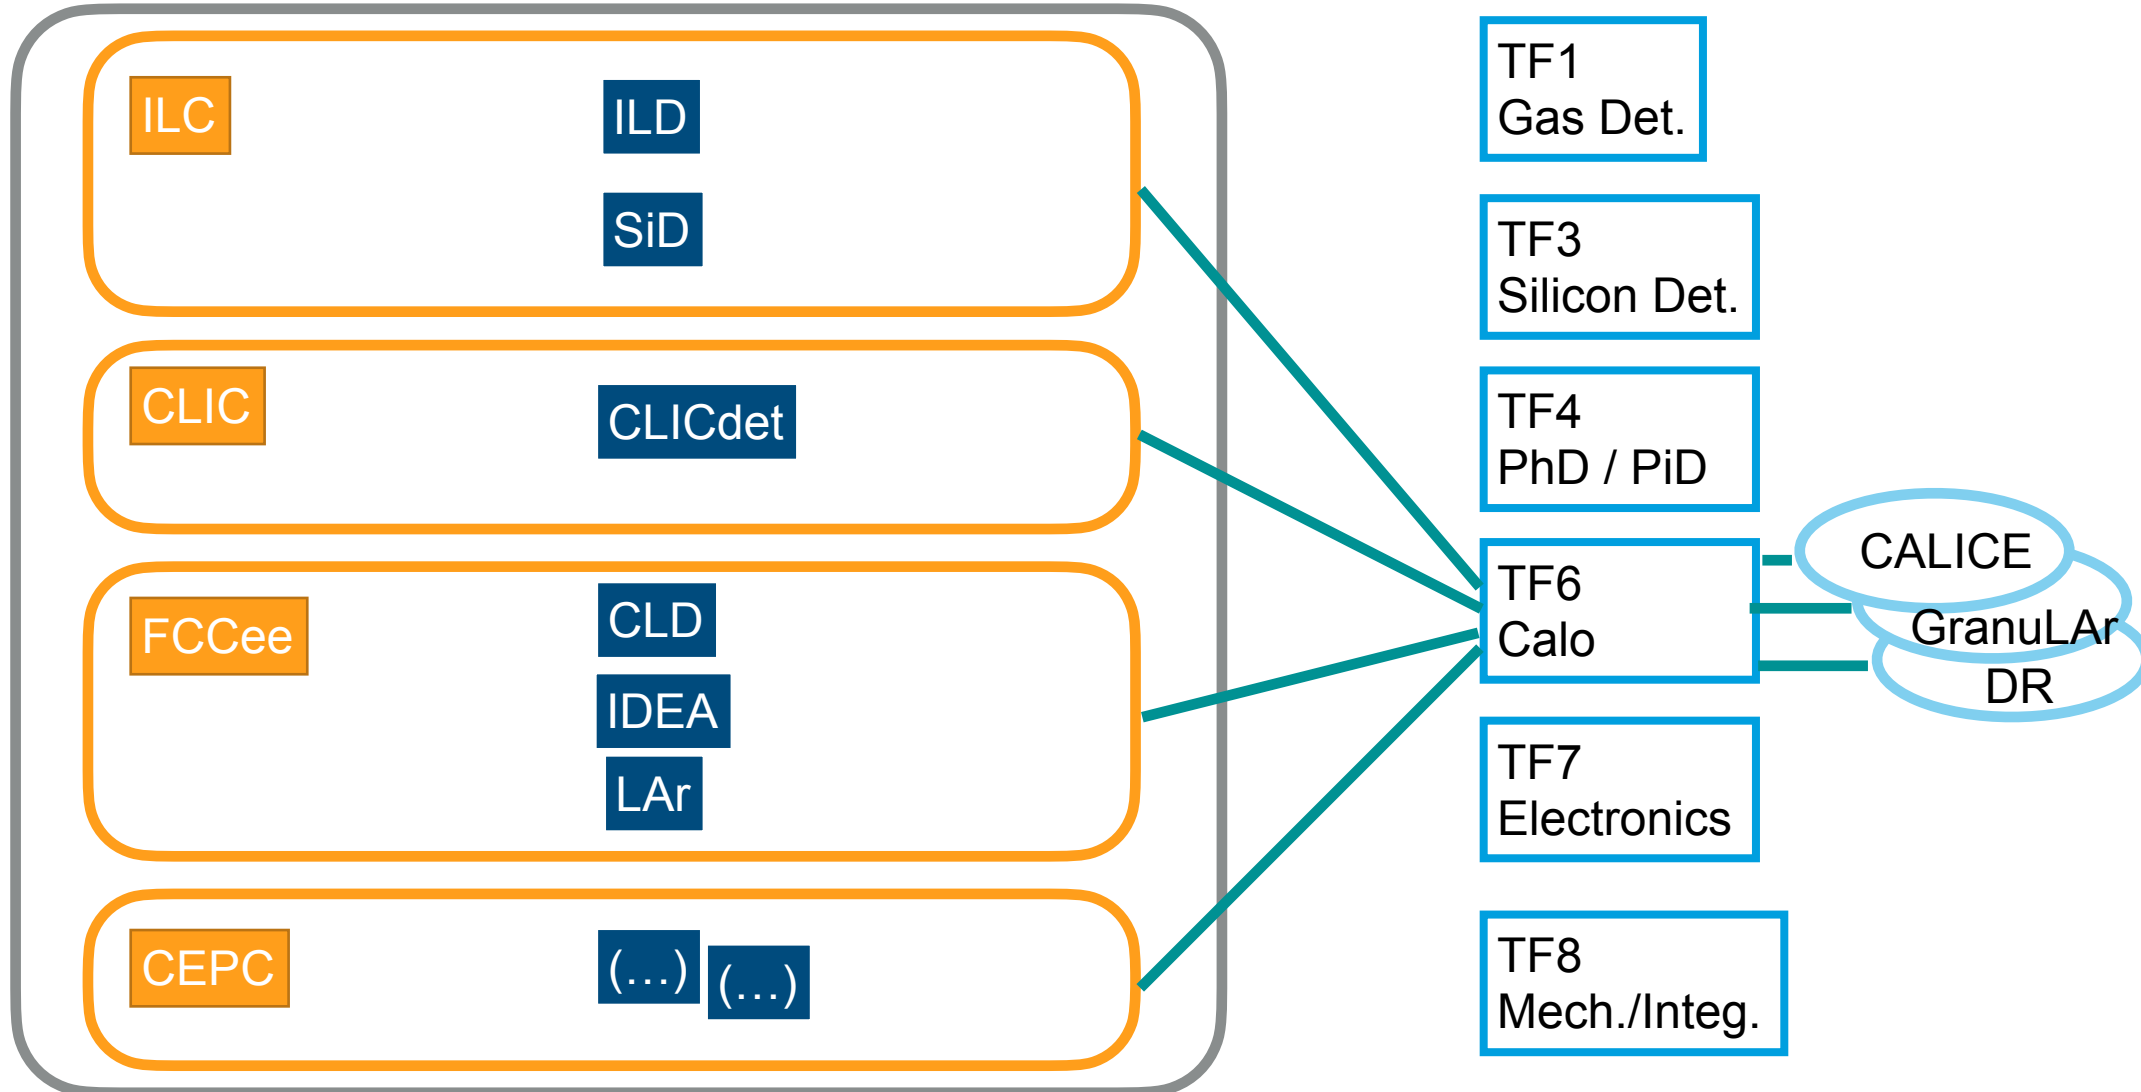 ILC
ILD
SiD
CLIC
CLICdet
FCCee
CLD
IDEA
LAr
CEPC
(...)
(...)
TF1
Gas Det.
TF3
Silicon Det.
TF4
PhD / PiD
TF6
Calo
CALICE
GranuLAr
DR
TF7
Electronics
TF8
Mech./Integ.